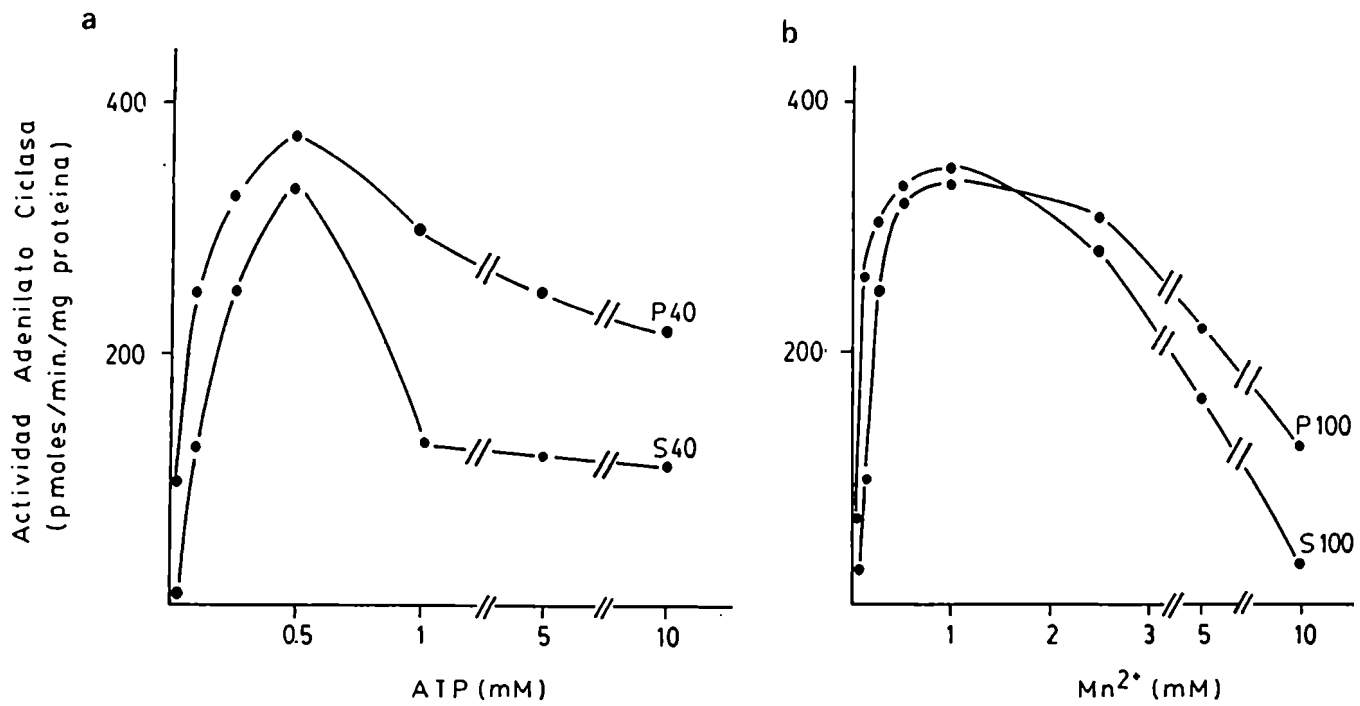 a
Actividad Adenilato Ciclasa
(pmoles/min./mg proteina)
400
200
P40
S40
0.5
1
5
10
ATP (mM)
b
400
200
P100
S100
1
2
3
5
10
Mn²⁺ (mM)